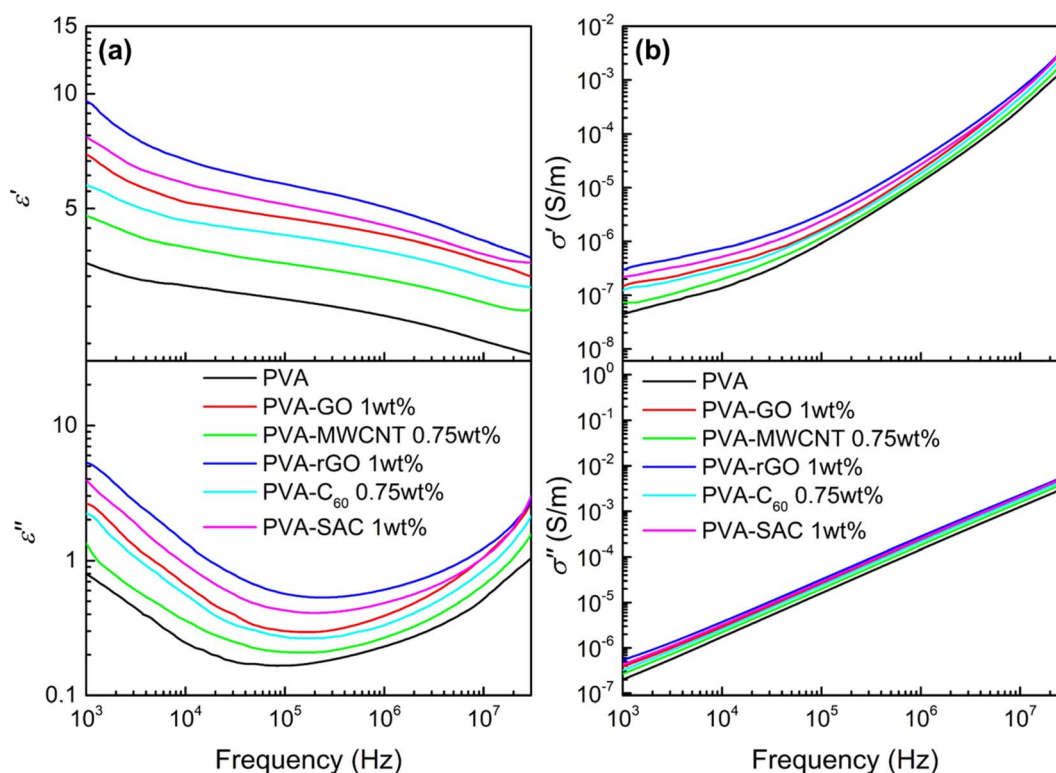 (a)
15
10
5
ε'
(b)
10⁻²
10⁻³
10⁻⁴
10⁻⁵
10⁻⁶
10⁻⁷
10⁻⁸
σ' (S/m)
10
1
0.1
ε''
PVA
PVA-GO 1wt%
PVA-MWCNT 0.75wt%
PVA-rGO 1wt%
PVA-C₆₀ 0.75wt%
PVA-SAC 1wt%
10³ 10⁴ 10⁵ 10⁶ 10⁷
Frequency (Hz)
10⁰
10⁻¹
10⁻²
10⁻³
10⁻⁴
10⁻⁵
10⁻⁶
10⁻⁷
σ'' (S/m)
PVA
PVA-GO 1wt%
PVA-MWCNT 0.75wt%
PVA-rGO 1wt%
PVA-C₆₀ 0.75wt%
PVA-SAC 1wt%
10³ 10⁴ 10⁵ 10⁶ 10⁷
Frequency (Hz)